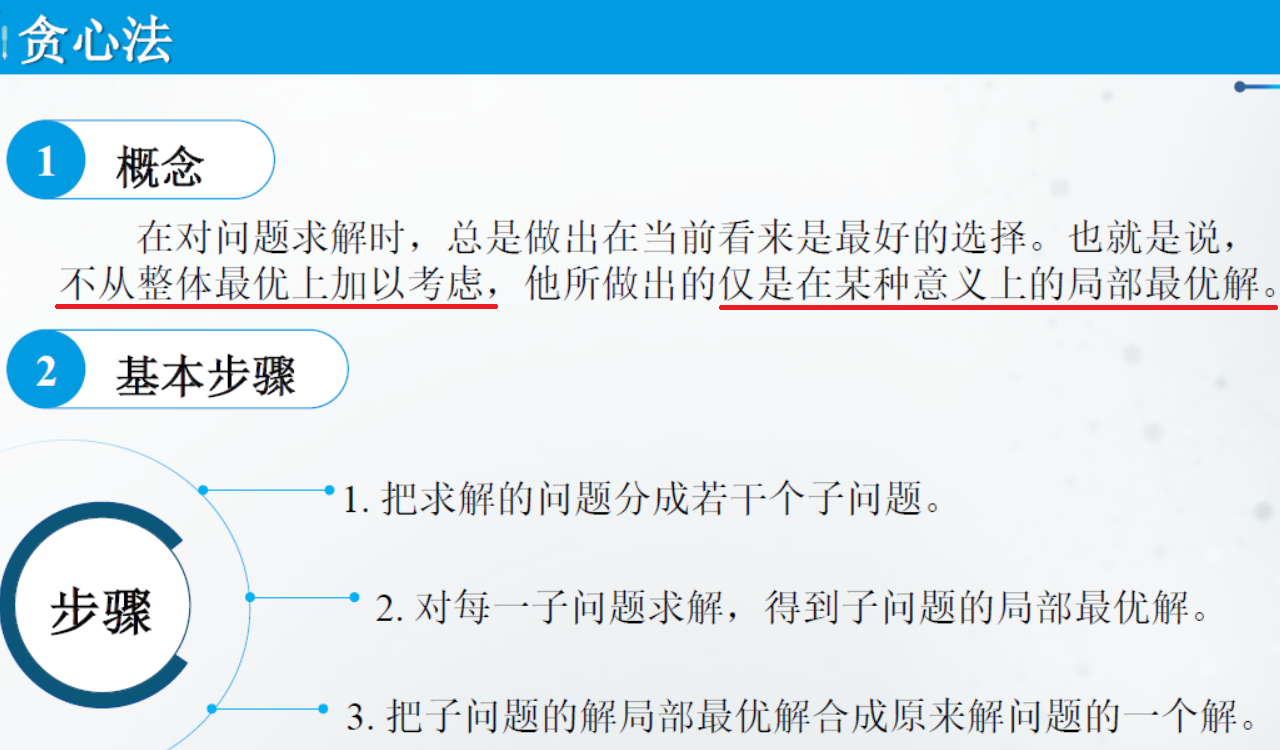 贪心法
1 概念
在对问题求解时，总是做出在当前看来是最好的选择。也就是说，
不从整体最优上加以考虑，他所做出的仅是在某种意义上的局部最优解。
2 基本步骤
1. 把求解的问题分成若干个子问题。
步骤
2. 对每一子问题求解，得到子问题的局部最优解。
3. 把子问题的解局部最优解合成原来解问题的一个解。